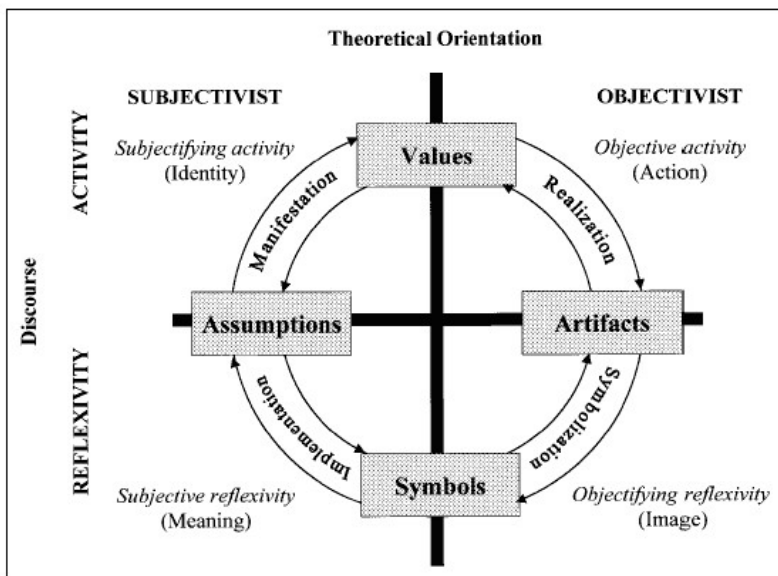 Theoretical Orientation
SUBJECTIVIST
OBJECTIVIST
ACTIVITY
Subjectifying activity
(Identity)
Values
Objective activity
(Action)
Manifestation
Realization
Discourse
Assumptions
Artifacts
REFLEXIVITY
Implementation
Symbolization
Subjective reflexivity
(Meaning)
Symbols
Objectifying reflexivity
(Image)